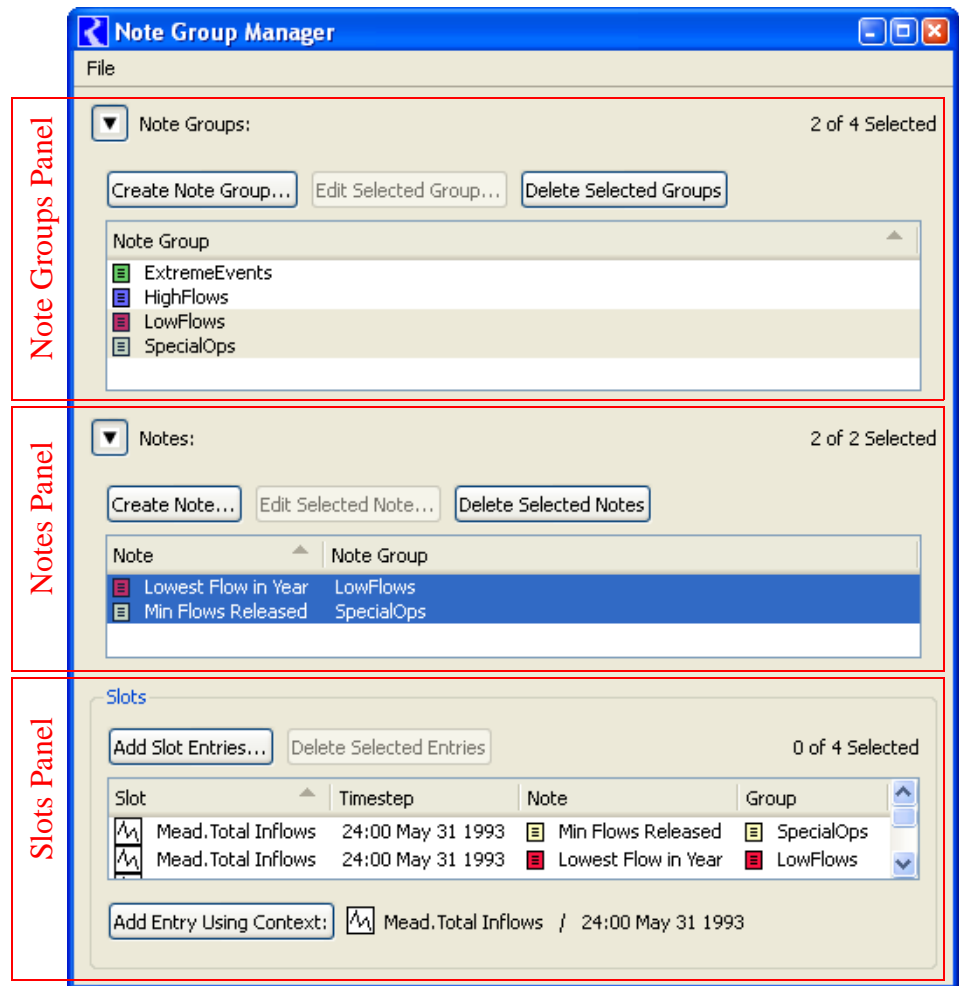 Note Group Manager
File
Note Groups Panel
Note Groups:
2 of 4 Selected
Create Note Group...
Edit Selected Group...
Delete Selected Groups
Note Group
ExtremeEvents
HighFlows
LowFlows
SpecialOps
Notes Panel
Notes:
2 of 2 Selected
Create Note...
Edit Selected Note...
Delete Selected Notes
Note Note Group
Lowest Flow in Year LowFlows
Min Flows Released SpecialOps
Slots Panel
Slots
Add Slot Entries...
Delete Selected Entries
0 of 4 Selected
Slot Timestep Note Group
Mead.Total Inflows 24:00 May 31 1993 Min Flows Released SpecialOps
Mead.Total Inflows 24:00 May 31 1993 Lowest Flow in Year LowFlows
Add Entry Using Context: Mead.Total Inflows / 24:00 May 31 1993